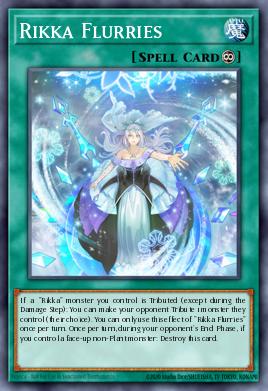 Rikka Flurries
魔
[Spell Card]
If a "Rikka" monster you control is Tributed (except during the
Damage Step): You can make your opponent Tribute 1 monster they
control (their choice). You can only use this effect of "Rikka Flurries"
once per turn. Once per turn, during your opponent's End Phase, if
you control a face-up non-Plant monster: Destroy this card.